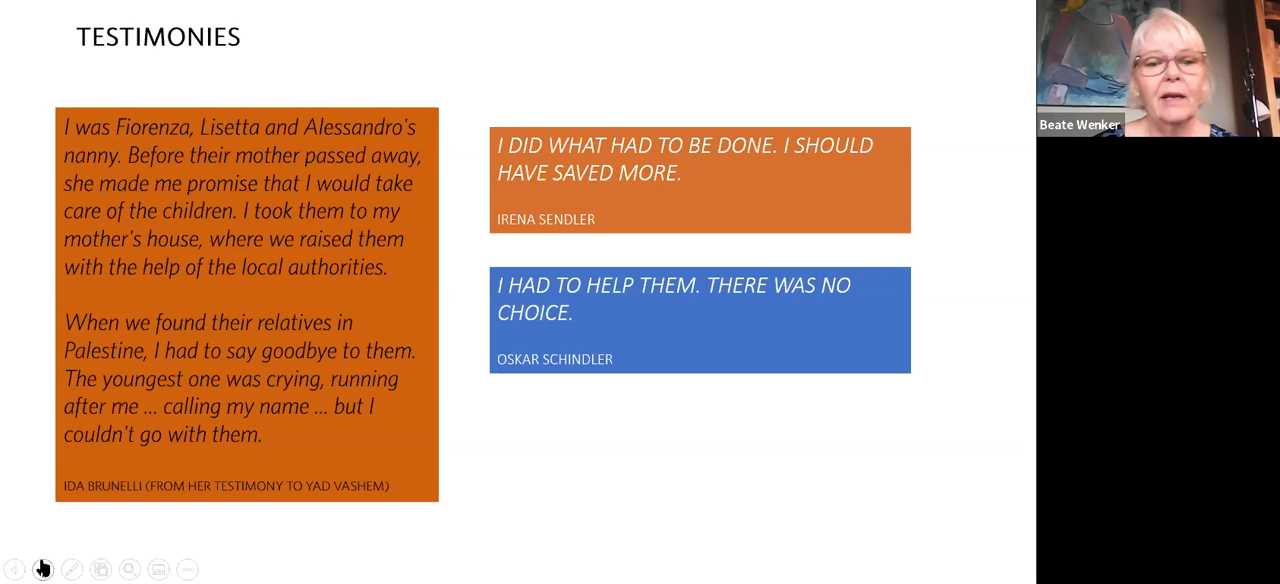 TESTIMONIES
I was Fiorenza, Lisetta and Alessandro's
nanny. Before their mother passed away,
she made me promise that I would take
care of the children. I took them to my
mother's house, where we raised them
with the help of the local authorities.
When we found their relatives in
Palestine, I had to say goodbye to them.
The youngest one was crying, running
after me ... calling my name ... but I
couldn't go with them.
IDA BRUNELLI (FROM HER TESTIMONY TO YAD VASHEM)
I DID WHAT HAD TO BE DONE. I SHOULD
HAVE SAVED MORE.
IRENA SENDLER
I HAD TO HELP THEM. THERE WAS NO
CHOICE.
OSKAR SCHINDLER
Beate Wenker